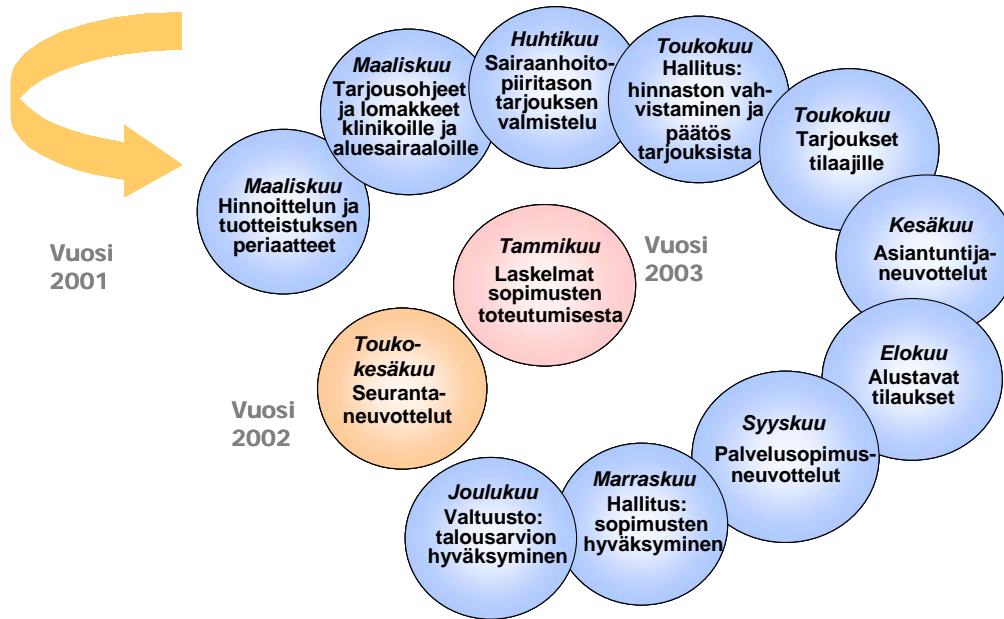 Vuosi
2001
Maaliskuu
Hinnoittelun ja
tuotteistuksen
periaatteet
Maaliskuu
Tarjousohjeet
ja lomakkeet
klinikoille ja
aluesairaaloille
Huhtikuu
Sairaanhoito-
piiritason
tarjouksen
valmistelu
Toukokuu
Hallitus:
hinnaston vah-
vistaminen ja
päätös
tarjouksista
Toukokuu
Tarjoukset
tilaajille
Kesäkuu
Asiantuntija-
neuvottelut
Elokuu
Alustavat
tilaukset
Syyskuu
Palvelusopimus-
neuvottelut
Marraskuu
Hallitus:
sopimusten
hyväksyminen
Joulukuu
Valtuusto:
talousarvion
hyväksyminen
Vuosi
2002
Touko-
kesäkuu
Seuranta-
neuvottelut
Tammikuu
Laskelmat
sopimusten
toteutumisesta
Vuosi
2003